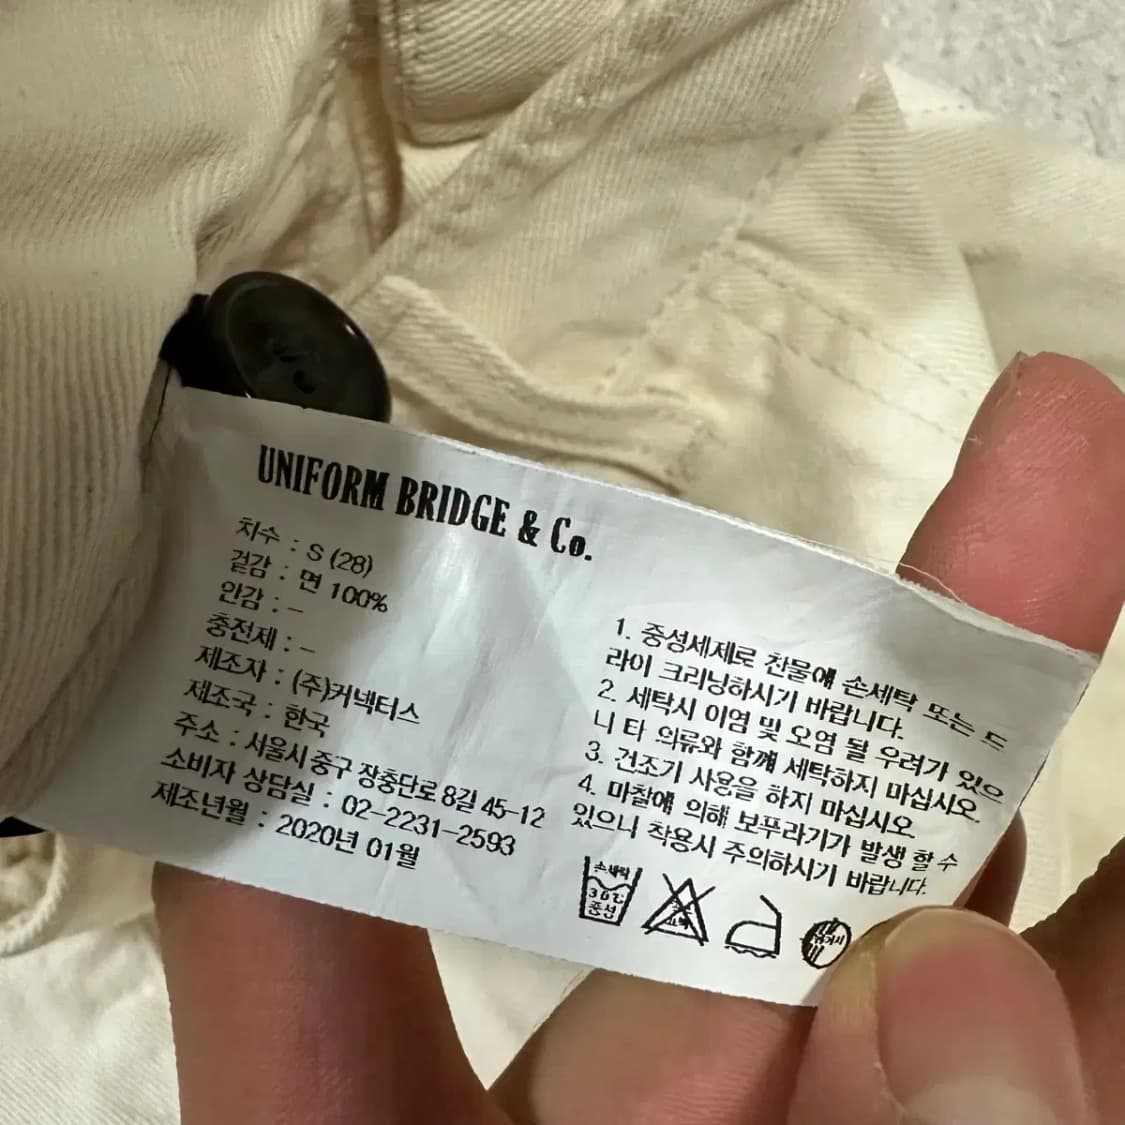 UNIFORM BRIDGE & Co.
치수 : S (28)
겉감 : 면 100%
안감 : –
충전제 : –
제조자 : (주)커넥터스
제조국 : 한국
주소 : 서울시 중구 장충단로 8길 45-12
소비자 상담실 : 02-2231-2593
제조년월 : 2020년 01월
1. 중성세제로 찬물에 손세탁 또는 드
라이 크리닝하시기 바랍니다.
2. 세탁시 이염 및 오염 될 우려가 있으
니 타 의류와 함께 세탁하지 마십시오.
3. 건조기 사용을 하지 마십시오.
4. 마찰에 의해 보푸라기가 발생 할 수
있으니 착용시 주의하시기 바랍니다.
손세탁
30℃
중성